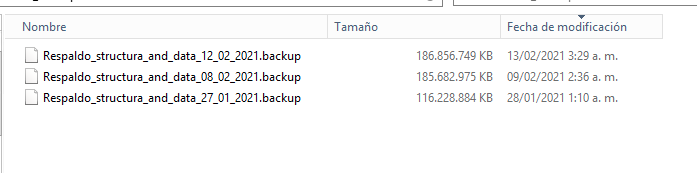 Nombre Tamaño Fecha de modificación
Respaldo_structura_and_data_12_02_2021.backup 186.856.749 KB 13/02/2021 3:29 a. m.
Respaldo_structura_and_data_08_02_2021.backup 185.682.975 KB 09/02/2021 2:36 a. m.
Respaldo_structura_and_data_27_01_2021.backup 116.228.884 KB 28/01/2021 1:10 a. m.